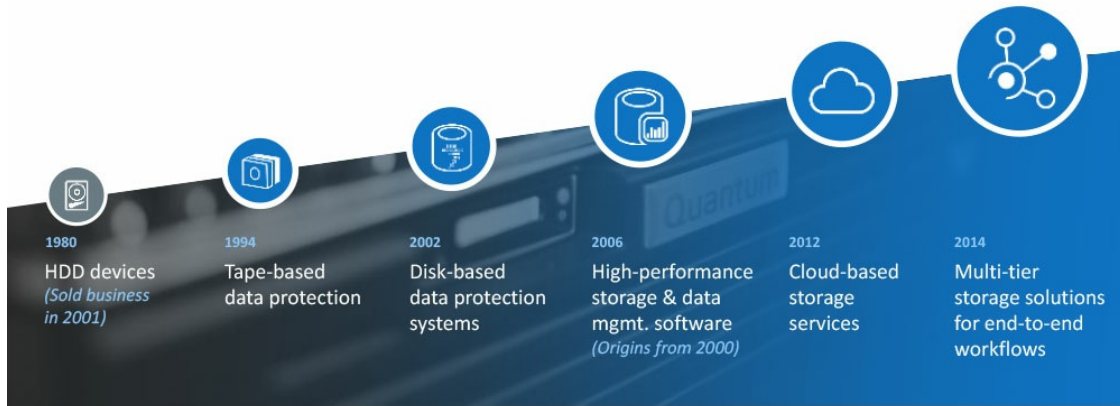 Quantum
1980
HDD devices
(Sold business
in 2001)
1994
Tape-based
data protection
2002
Disk-based
data protection
systems
2006
High-performance
storage & data
mgmt. software
(Origins from 2000)
2012
Cloud-based
storage
services
2014
Multi-tier
storage solutions
for end-to-end
workflows